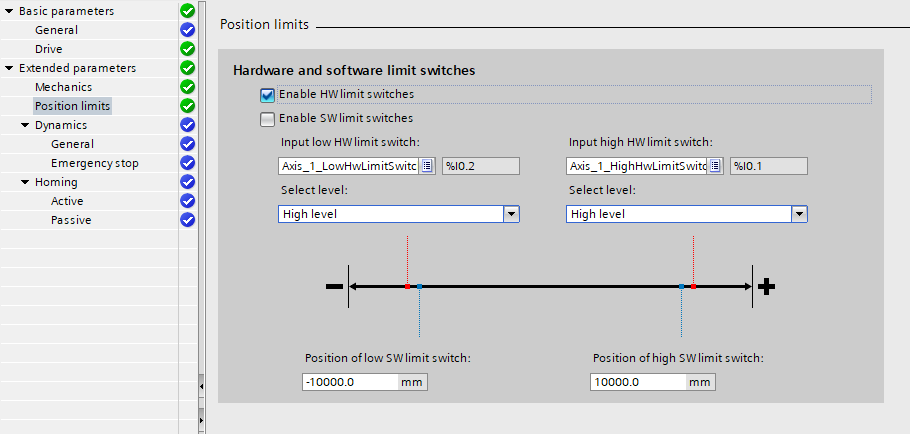 Basic parameters
General
Drive
Extended parameters
Mechanics
Position limits
Dynamics
General
Emergency stop
Homing
Active
Passive
Position limits
Hardware and software limit switches
Enable HW limit switches
Enable SW limit switches
Input low HW limit switch: Input high HW limit switch:
Axis_1_LowHwLimitSwitc %I0.2 Axis_1_HighHwLimitSwitc %I0.1
Select level: Select level:
High level High level
Position of low SW limit switch: Position of high SW limit switch:
-10000.0 mm 10000.0 mm